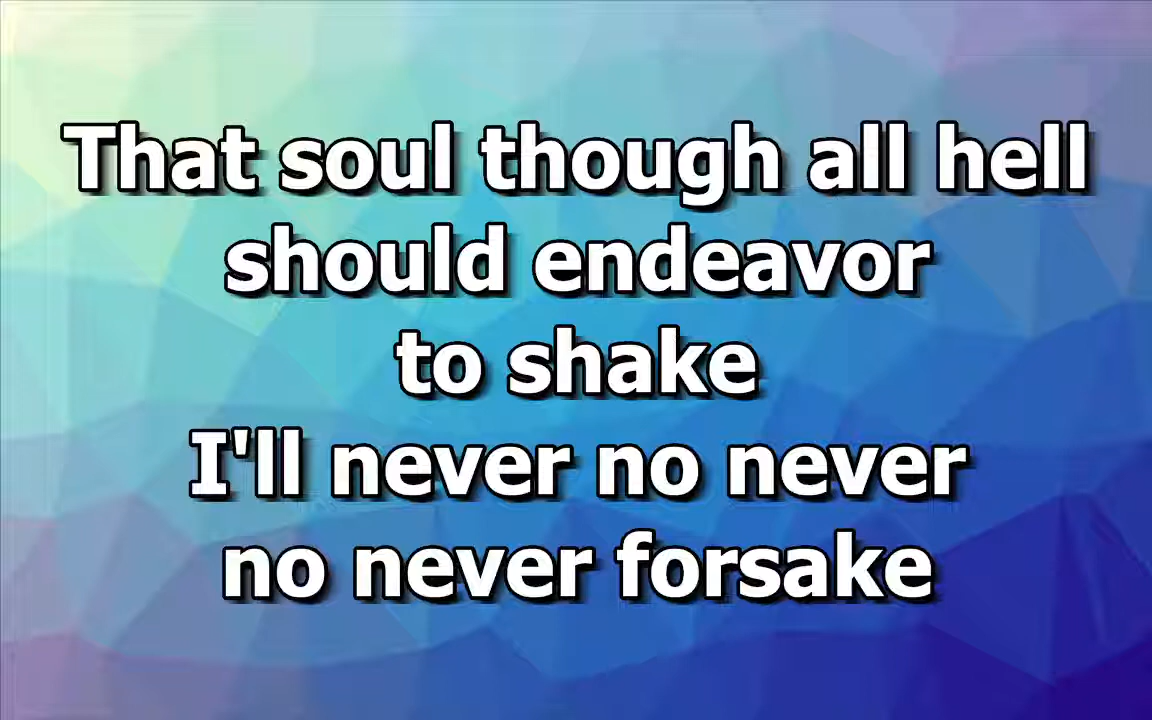 That soul though all hell
should endeavor
to shake
I'll never no never
no never forsake